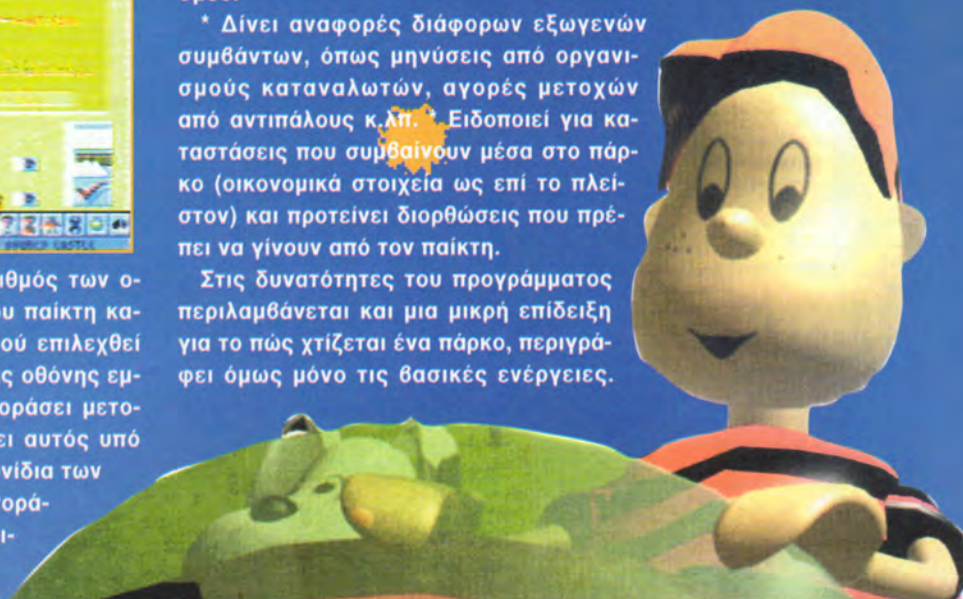 ιθμός των ο-
υ παίκτη κα-
ού επιλεχθεί
ς οθόνης εμ-
οράσει μετο-
ει αυτός υπό
νίδια των
ορά-
ι-
* Δίνει αναφορές διάφορων εξωγενών
συμβάντων, όπως μηνύσεις από οργανι-
σμούς καταναλωτών, αγορές μετοχών
από αντιπάλους κ.λπ. * Ειδοποιεί για κα-
ταστάσεις που συμβαίνουν μέσα στο πάρ-
κο (οικονομικά στοιχεία ως επί το πλεί-
στον) και προτείνει διορθώσεις που πρέ-
πει να γίνουν από τον παίκτη.
Στις δυνατότητες του προγράμματος
περιλαμβάνεται και μια μικρή επίδειξη
για το πώς χτίζεται ένα πάρκο, περιγρά-
φει όμως μόνο τις βασικές ενέργειες.